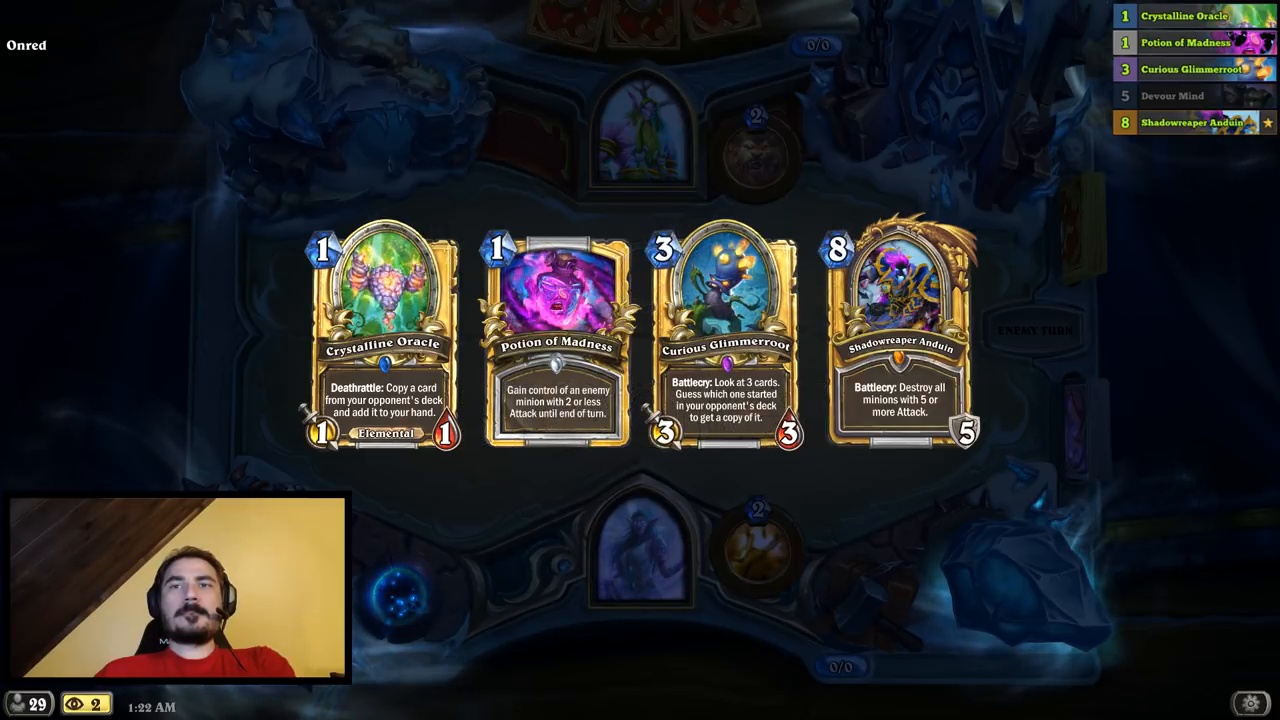 Onred
0/0
2
1 Crystalline Oracle
1 Potion of Madness
3 Curious Glimmerroot
5 Devour Mind
8 Shadowreaper Anduin
1
Crystalline Oracle
Deathrattle: Copy a card
from your opponent's deck
and add it to your hand.
1 Elemental 1
1
Potion of Madness
Gain control of an enemy
minion with 2 or less
Attack until end of turn.
3
Curious Glimmerroot
Battlecry: Look at 3 cards.
Guess which one started
in your opponent's deck
to get a copy of it.
3 3
8
Shadowreaper Anduin
Battlecry: Destroy all
minions with 5 or
more Attack.
5
ENEMY TURN
2
0/0
29 2 1:22 AM